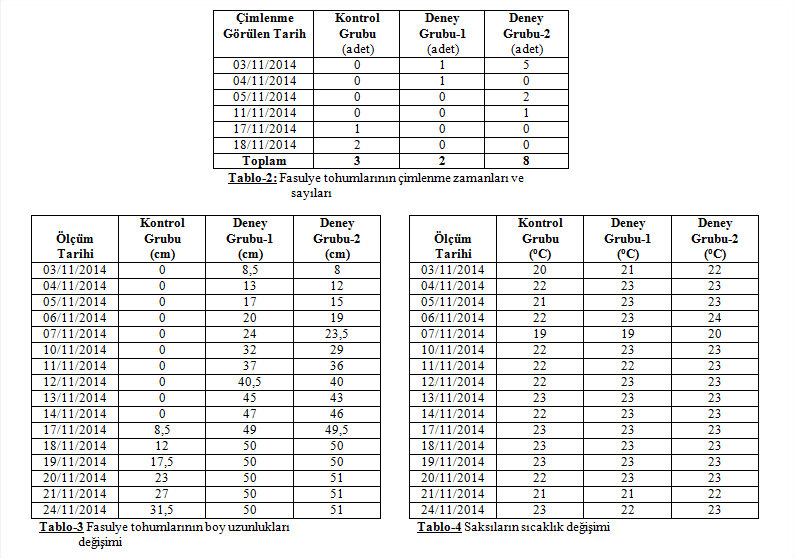 Çimlenme Görülen Tarih Kontrol Grubu (adet) Deney Grubu-1 (adet) Deney Grubu-2 (adet)
03/11/2014 0 1 5
04/11/2014 0 1 0
05/11/2014 0 0 2
11/11/2014 0 0 1
17/11/2014 1 0 0
18/11/2014 2 0 0
Toplam 3 2 8
Tablo-2: Fasulye tohumlarının çimlenme zamanları ve
sayıları
Ölçüm Tarihi Kontrol Grubu (cm) Deney Grubu-1 (cm) Deney Grubu-2 (cm)
03/11/2014 0 8,5 8
04/11/2014 0 13 12
05/11/2014 0 17 15
06/11/2014 0 20 19
07/11/2014 0 24 23,5
10/11/2014 0 32 29
11/11/2014 0 37 36
12/11/2014 0 40,5 40
13/11/2014 0 45 43
14/11/2014 0 47 46
17/11/2014 8,5 49 49,5
18/11/2014 12 50 50
19/11/2014 17,5 50 50
20/11/2014 23 50 51
21/11/2014 27 50 51
24/11/2014 31,5 50 51
Tablo-3 Fasulye tohumlarının boy uzunlukları
değişimi
Ölçüm Tarihi Kontrol Grubu (⁰C) Deney Grubu-1 (⁰C) Deney Grubu-2 (⁰C)
03/11/2014 20 21 22
04/11/2014 22 23 23
05/11/2014 21 23 23
06/11/2014 22 23 24
07/11/2014 19 19 20
10/11/2014 22 23 23
11/11/2014 22 22 23
12/11/2014 22 23 23
13/11/2014 23 23 23
14/11/2014 22 23 23
17/11/2014 23 23 23
18/11/2014 23 23 23
19/11/2014 23 23 23
20/11/2014 22 23 23
21/11/2014 21 21 22
24/11/2014 23 22 23
Tablo-4 Saksıların sıcaklık değişimi